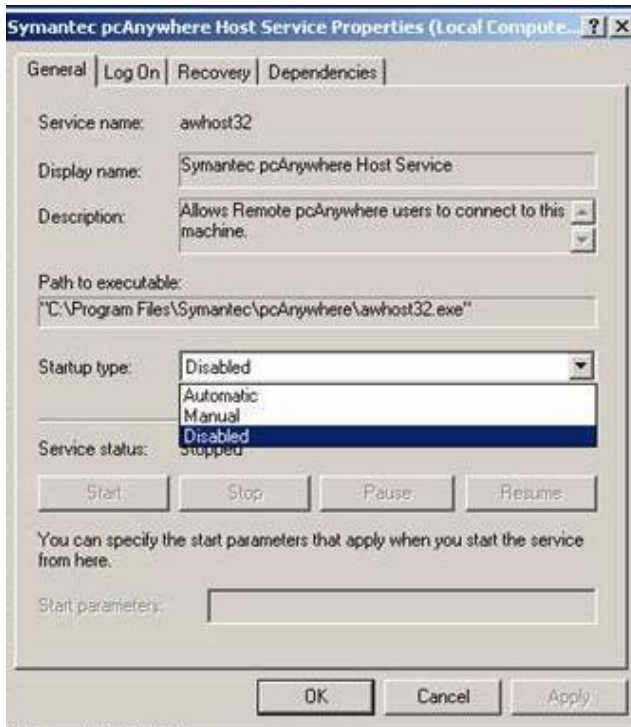 Symantec pcAnywhere Host Service Properties (Local Compute...
General Log On Recovery Dependencies
Service name: awhost32
Display name: Symantec pcAnywhere Host Service
Description: Allows Remote pcAnywhere users to connect to this
machine.
Path to executable:
"C:\Program Files\Symantec\pcAnywhere\awhost32.exe"
Startup type: Disabled
Automatic
Manual
Disabled
Service status: Stopped
Start Stop Pause Resume
You can specify the start parameters that apply when you start the service
from here.
Start parameters:
OK Cancel Apply